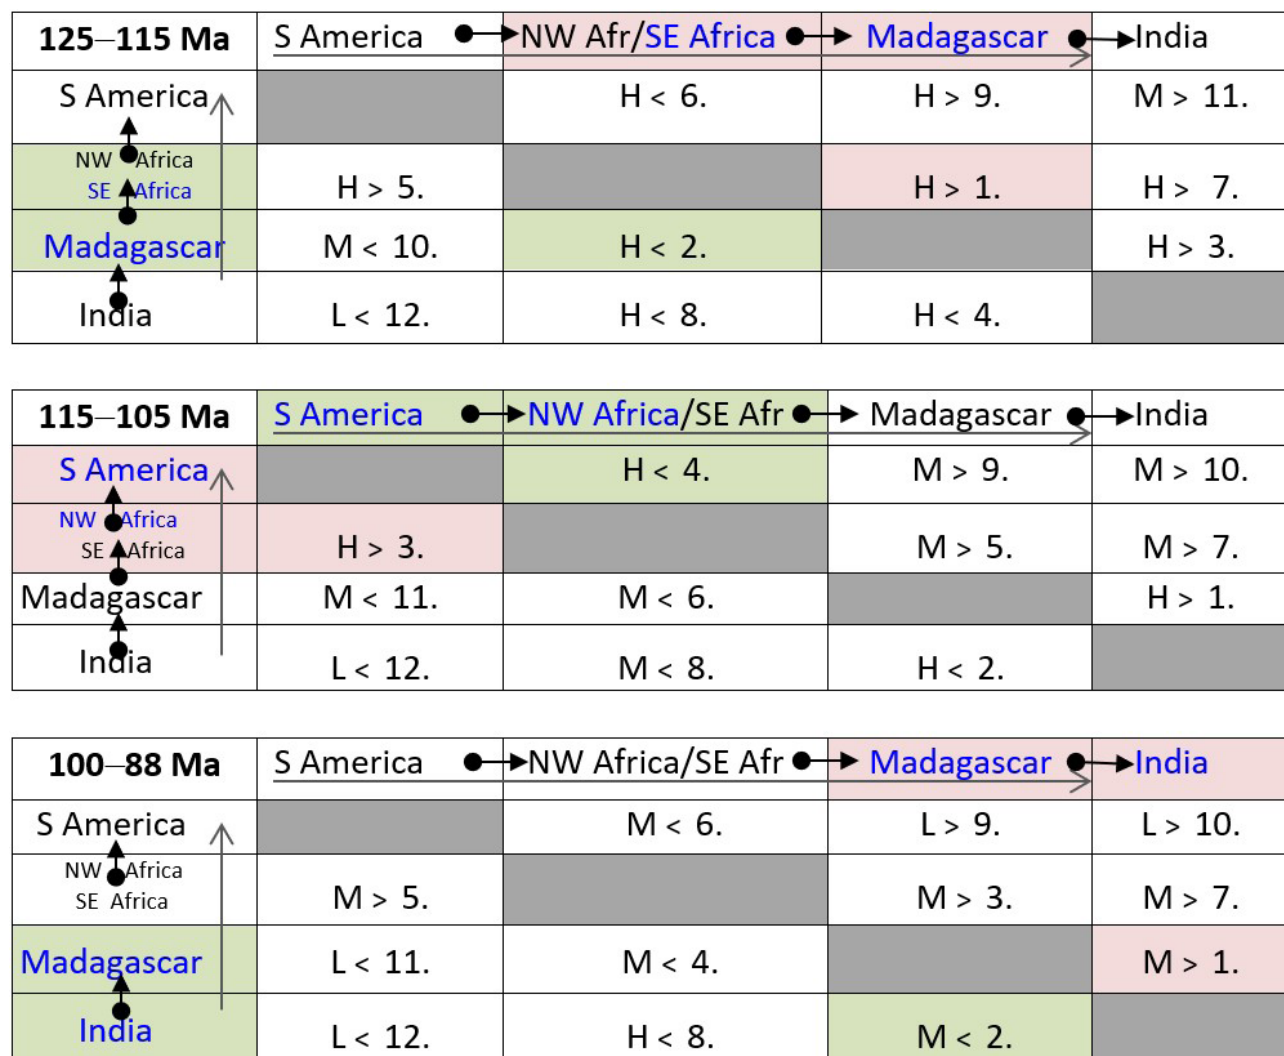 125–115 Ma S America NW Afr/SE Africa Madagascar India
S America H < 6. H > 9. M > 11.
NW Africa
SE Africa H > 5. H > 1. H > 7.
Madagascar M < 10. H < 2. H > 3.
India L < 12. H < 8. H < 4.
115–105 Ma S America NW Africa/SE Afr Madagascar India
S America H < 4. M > 9. M > 10.
NW Africa
SE Africa H > 3. M > 5. M > 7.
Madagascar M < 11. M < 6. H > 1.
India L < 12. M < 8. H < 2.
100–88 Ma S America NW Africa/SE Afr Madagascar India
S America M < 6. L > 9. L > 10.
NW Africa
SE Africa M > 5. M > 3. M > 7.
Madagascar L < 11. M < 4. M > 1.
India L < 12. H < 8. M < 2.